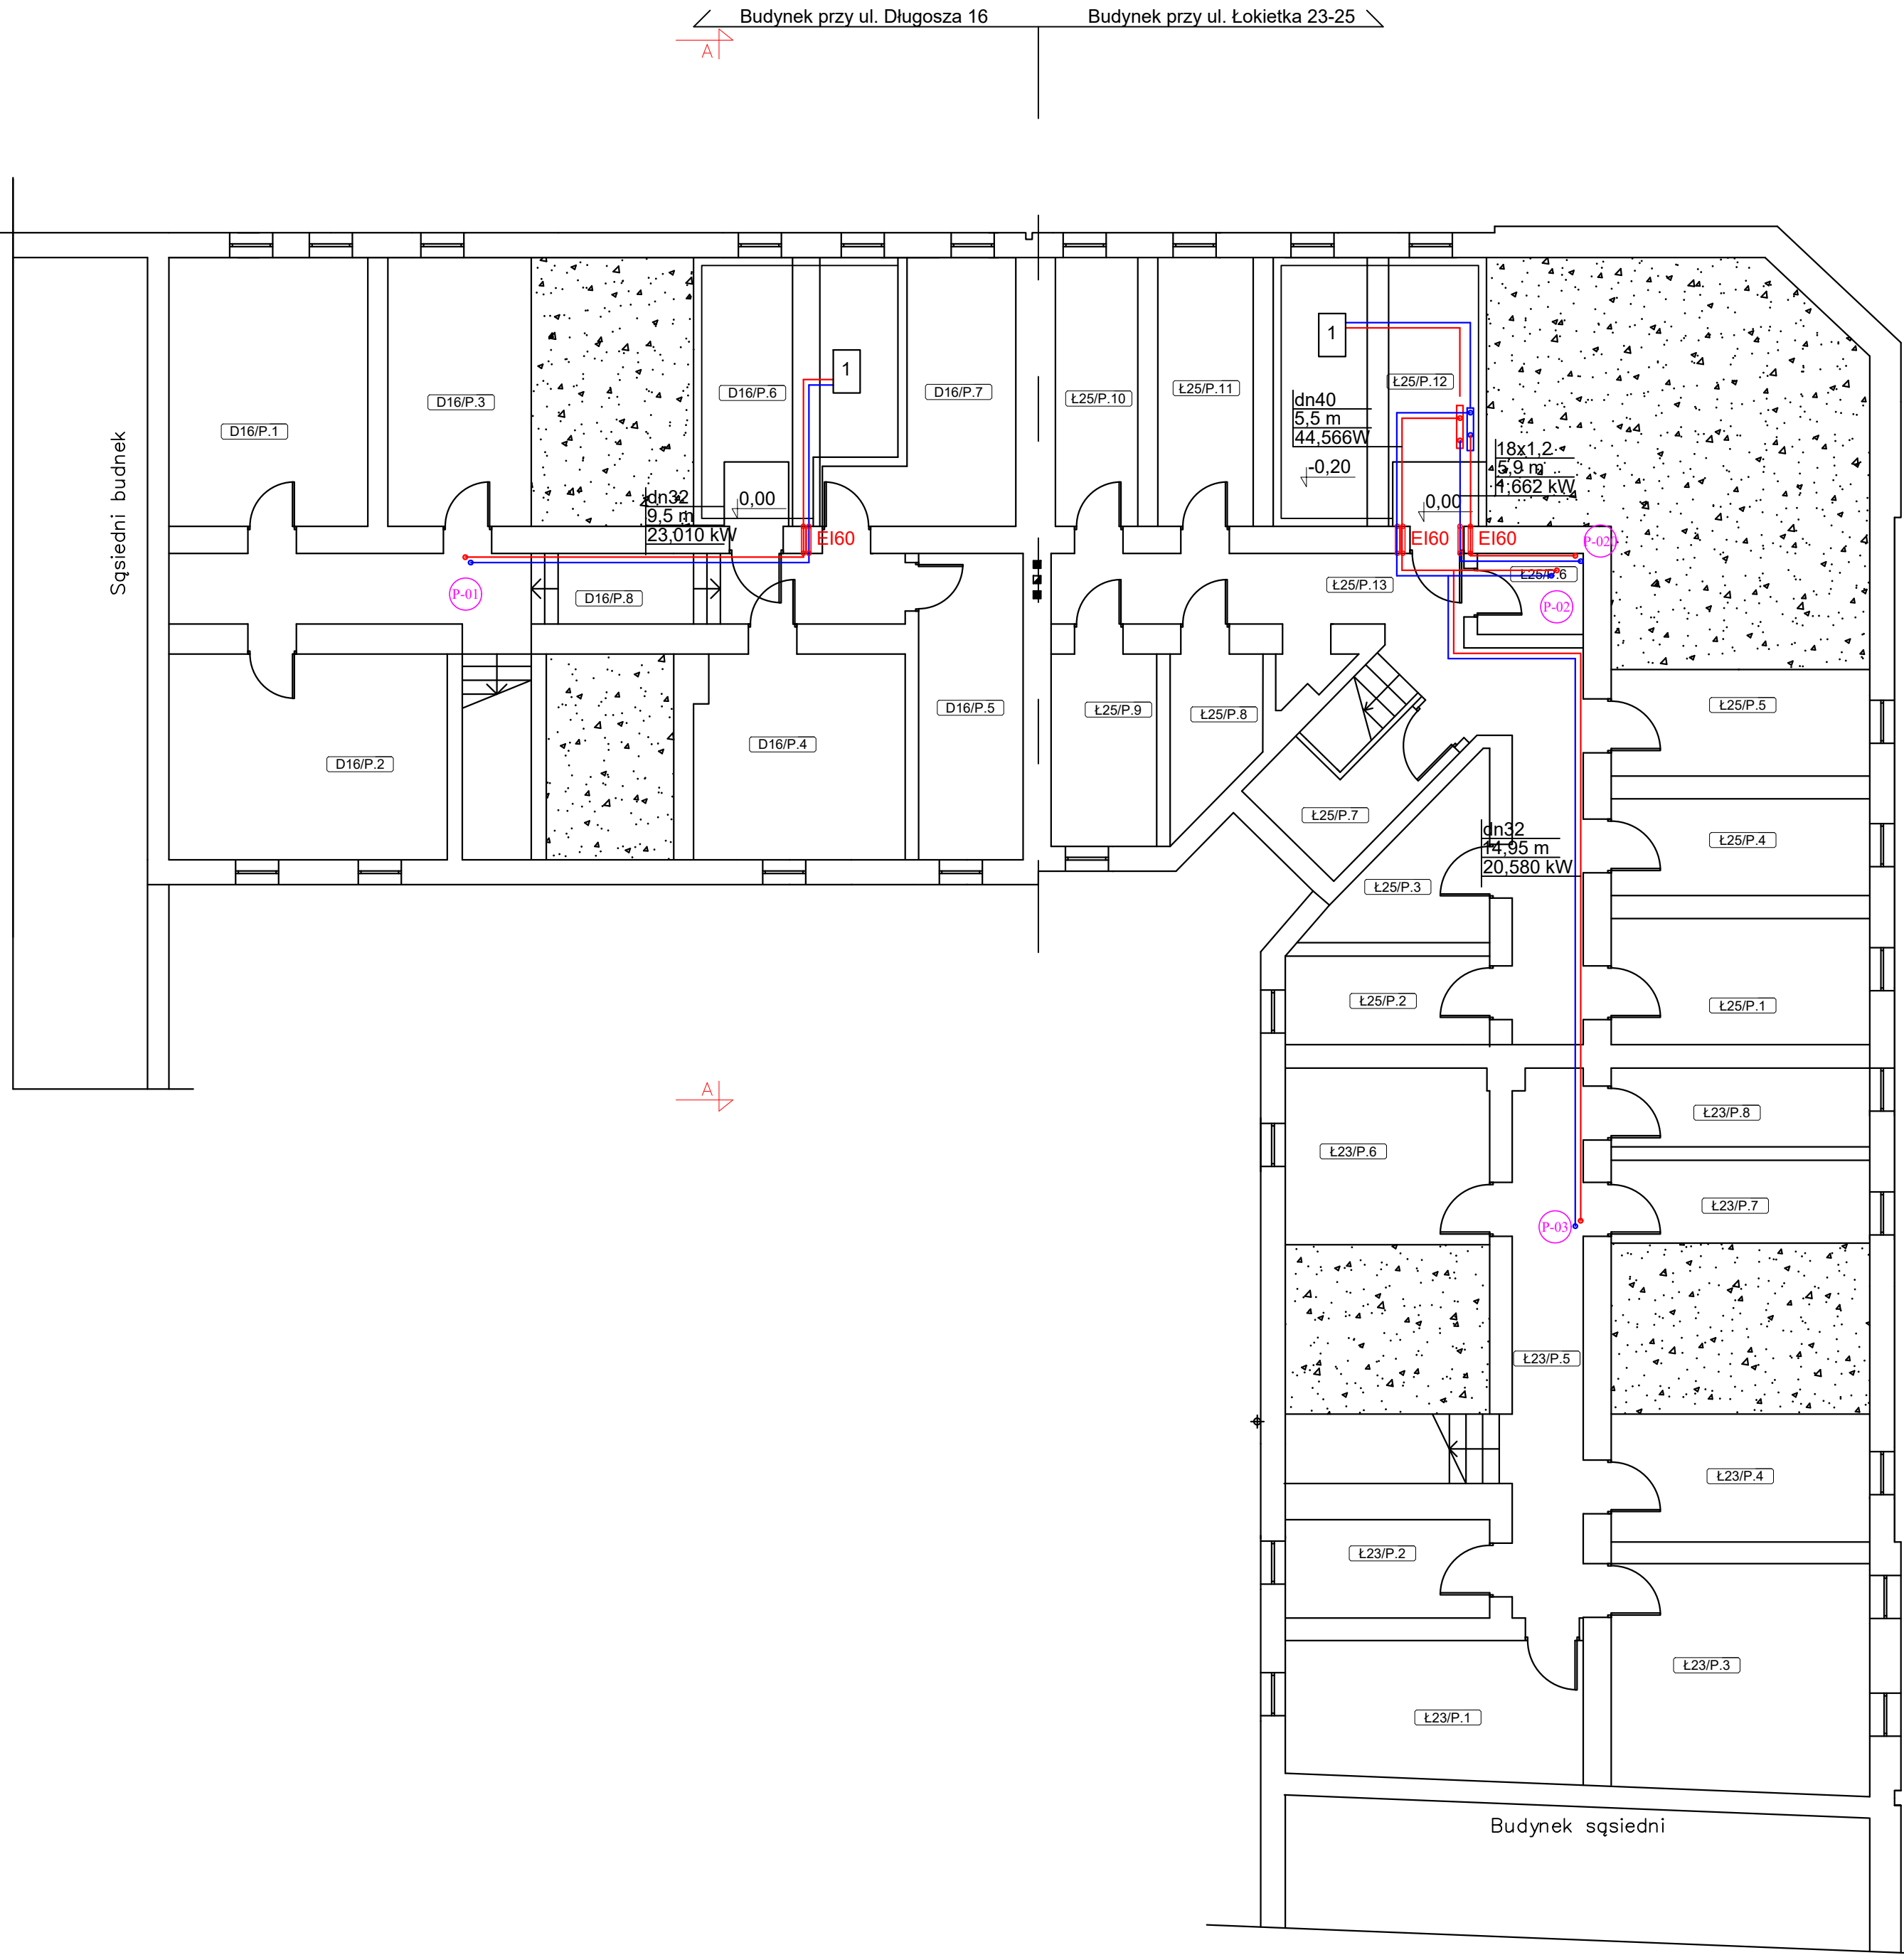 Budynek przy ul. Długosza 16
Budynek przy ul. Łokietka 23-25
A
Sąsiedni budnek
D16/P.1
D16/P.3
D16/P.6
1
D16/P.7
Ł25/P.10
Ł25/P.11
1
Ł25/P.12
dn40
5,5 m
44,566W
-0,20
18x1,2
5,9 m
1,662 kW
0,00
dn32
9,5 m
23,010 kW
0,00
EI60
EI60
EI60
P-02'
P-01
D16/P.8
Ł25/P.13
Ł25/P.6
P-02
D16/P.2
D16/P.4
D16/P.5
Ł25/P.9
Ł25/P.8
Ł25/P.5
Ł25/P.7
dn32
14,95 m
20,580 kW
Ł25/P.4
Ł25/P.3
Ł25/P.2
Ł25/P.1
A
Ł23/P.8
Ł23/P.6
Ł23/P.7
P-03
Ł23/P.5
Ł23/P.4
Ł23/P.2
Ł23/P.3
Ł23/P.1
Budynek sąsiedni